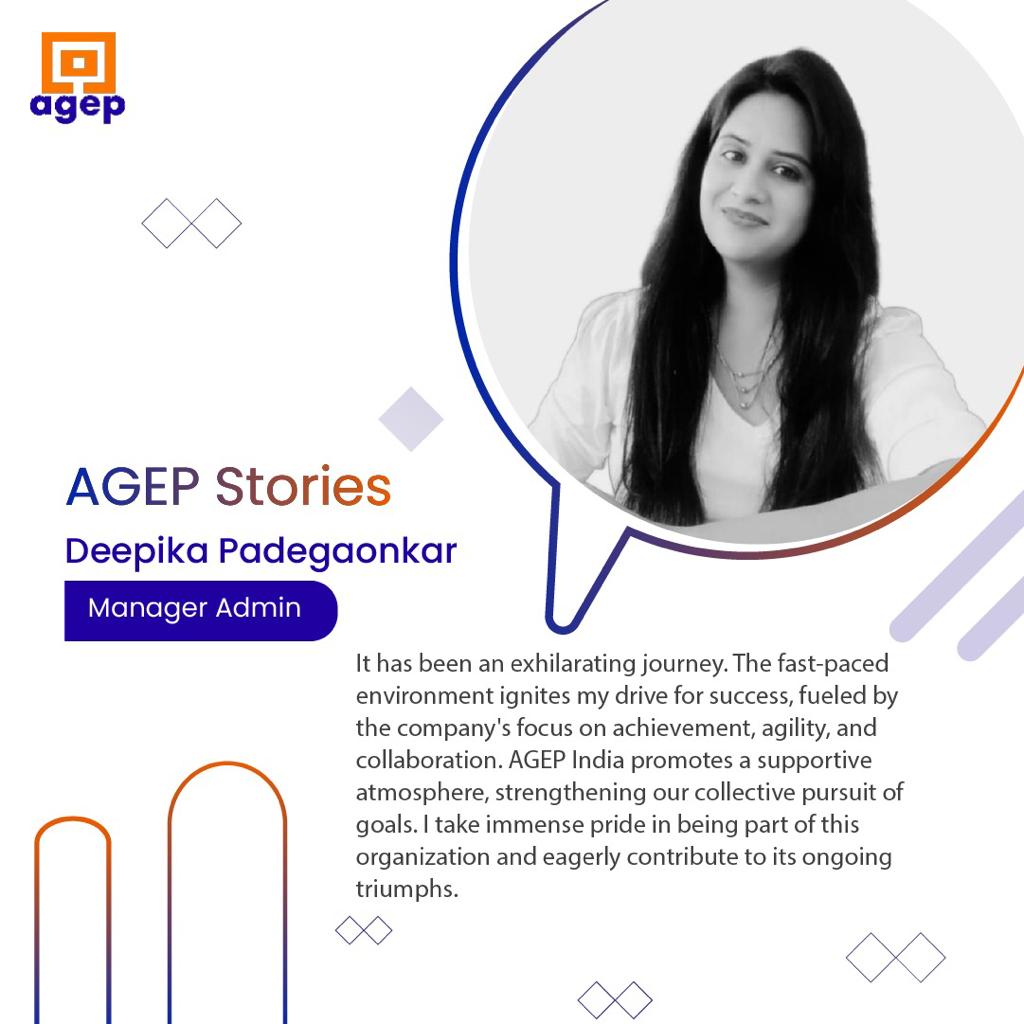 agep
AGEP Stories
Deepika Padegaonkar
Manager Admin
It has been an exhilarating journey. The fast-paced
environment ignites my drive for success, fueled by
the company's focus on achievement, agility, and
collaboration. AGEP India promotes a supportive
atmosphere, strengthening our collective pursuit of
goals. I take immense pride in being part of this
organization and eagerly contribute to its ongoing
triumphs.